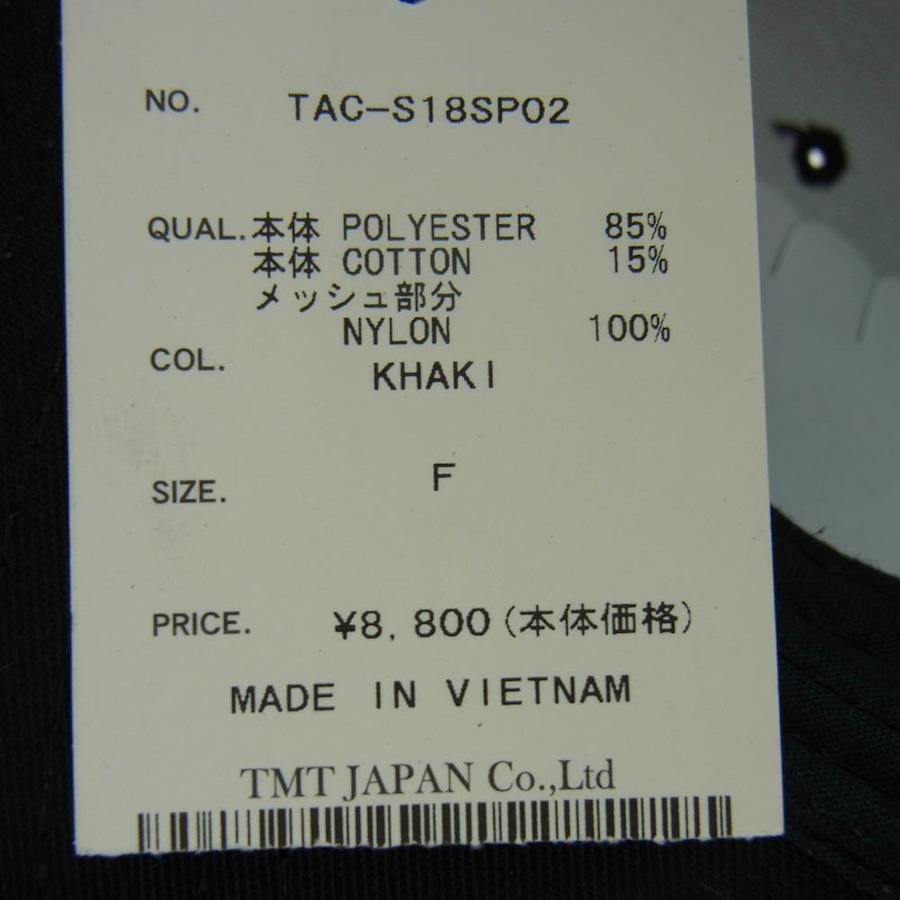 NO. TAC-S18SP02
QUAL. 本体 POLYESTER 85%
本体 COTTON 15%
メッシュ部分
NYLON 100%
COL. KHAKI
SIZE. F
PRICE. ¥8,800(本体価格)
MADE IN VIETNAM
TMT JAPAN Co.,Ltd